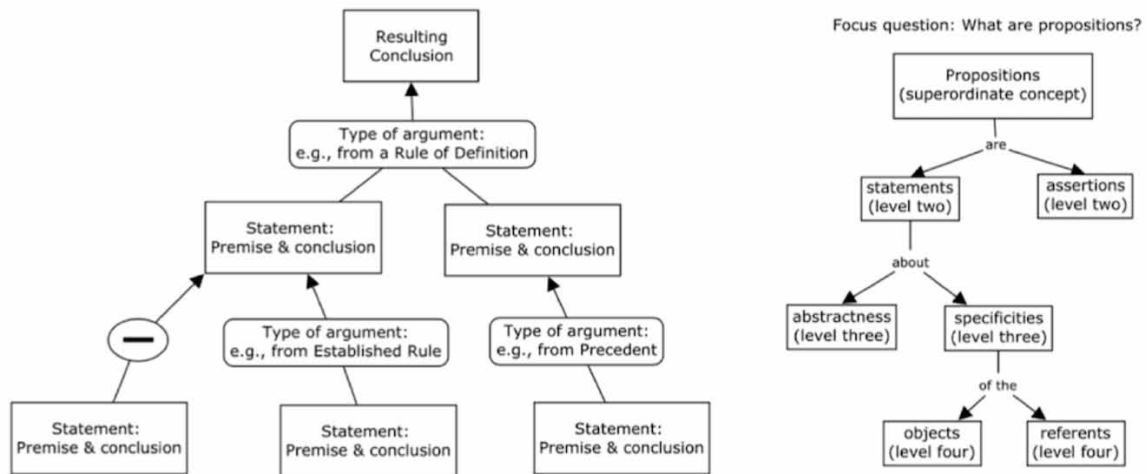 Resulting
Conclusion
Type of argument:
e.g., from a Rule of Definition
Statement:
Premise & conclusion
Statement:
Premise & conclusion
Type of argument:
e.g., from Established Rule
Type of argument:
e.g., from Precedent
Statement:
Premise & conclusion
Statement:
Premise & conclusion
Statement:
Premise & conclusion
Focus question: What are propositions?
Propositions
(superordinate concept)
are
statements
(level two)
assertions
(level two)
about
abstractness
(level three)
specificities
(level three)
of the
objects
(level four)
referents
(level four)